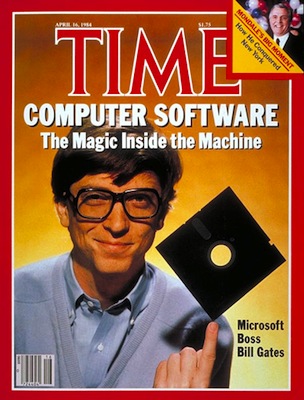 APRIL 16, 1984
$1.75
MONDALE'S BIG MOMENT
How He Conquered
New York
TIME
COMPUTER SOFTWARE
The Magic Inside the Machine
Microsoft
Boss
Bill Gates